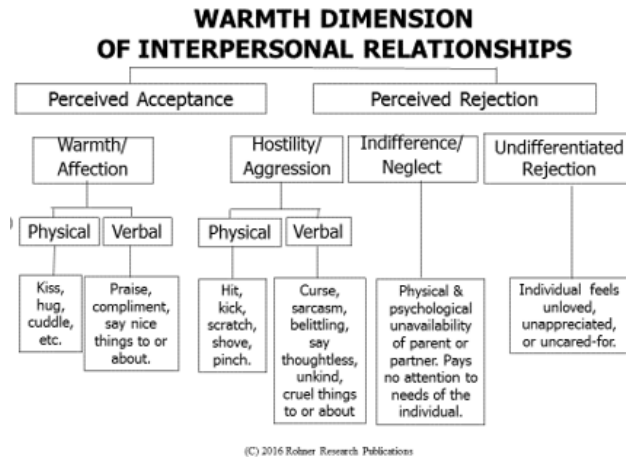 WARMTH DIMENSION
OF INTERPERSONAL RELATIONSHIPS
Perceived Acceptance
Perceived Rejection
Warmth/
Affection
Hostility/
Aggression
Indifference/
Neglect
Undifferentiated
Rejection
Physical
Verbal
Physical
Verbal
Kiss,
hug,
cuddle,
etc.
Praise,
compliment,
say nice
things to or
about.
Hit,
kick,
scratch,
shove,
pinch.
Curse,
sarcasm,
belittling,
say
thoughtless,
unkind,
cruel things
to or about
Physical &
psychological
unavailability
of parent or
partner. Pays
no attention to
needs of the
individual.
Individual feels
unloved,
unappreciated,
or uncared-for.
(C) 2016 Rohner Research Publications